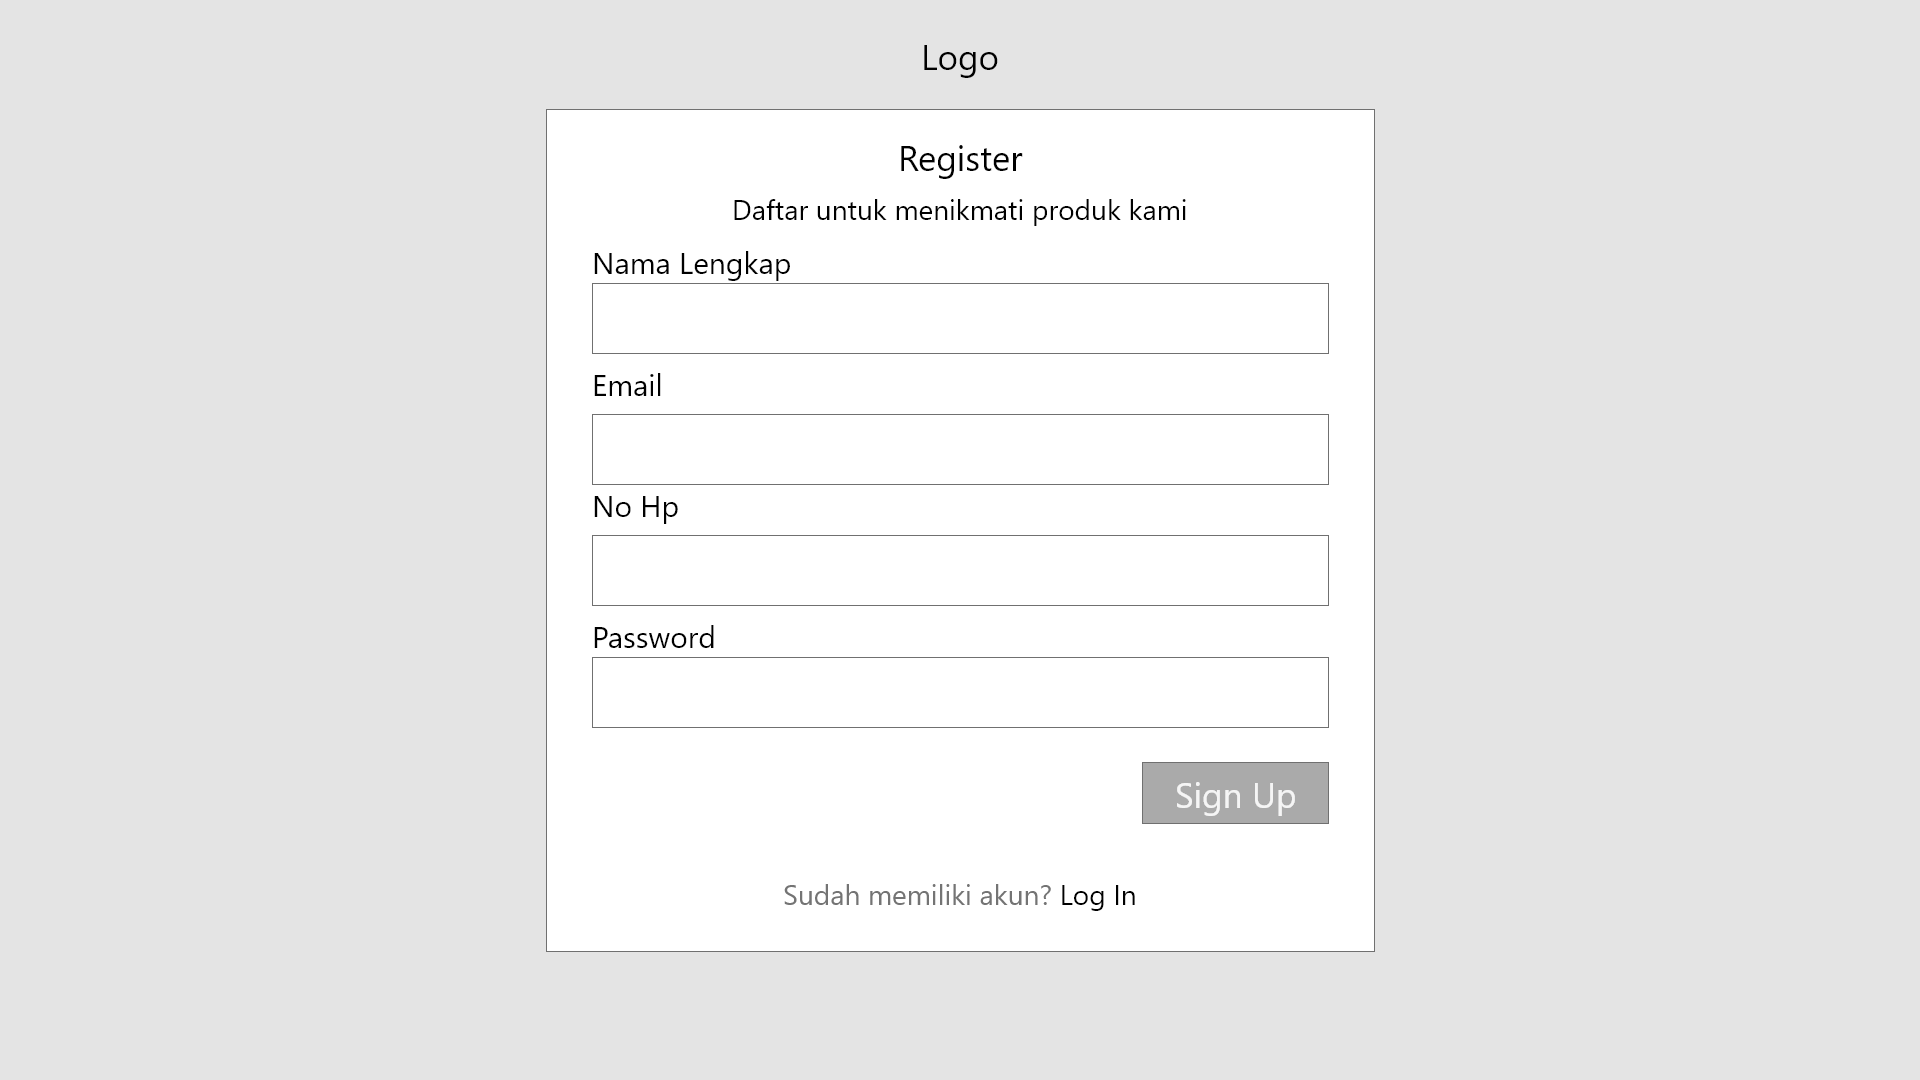 Logo
Register
Daftar untuk menikmati produk kami
Nama Lengkap
Email
No Hp
Password
Sign Up
Sudah memiliki akun? Log In